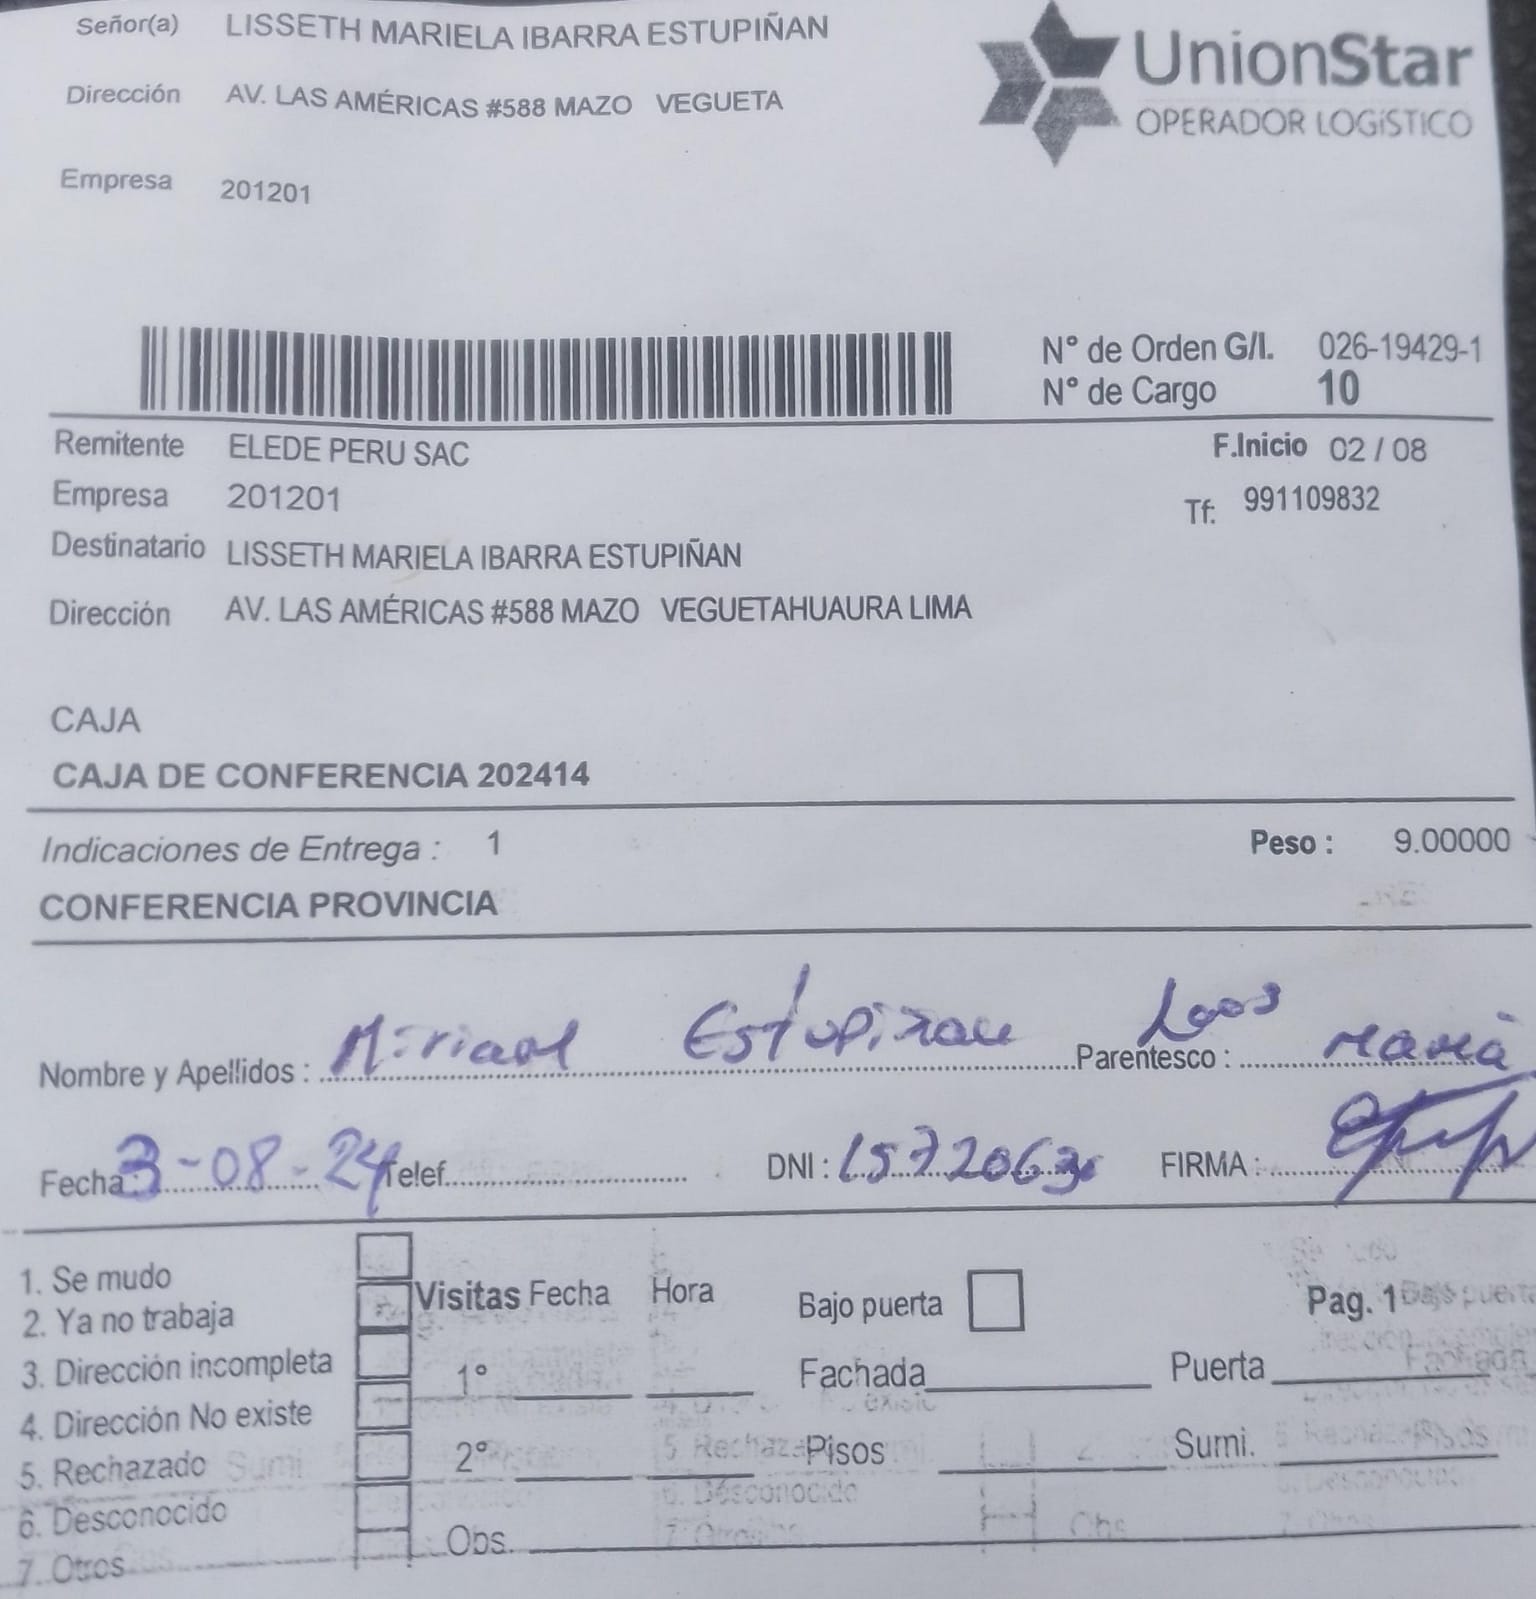 Señor(a) LISSETH MARIELA IBARRA ESTUPIÑAN
UnionStar
OPERADOR LOGÍSTICO
Dirección AV. LAS AMÉRICAS #588 MAZO VEGUETA
Empresa 201201
N° de Orden G/I. 026-19429-1
N° de Cargo 10
Remitente ELEDE PERU SAC F.Inicio 02 / 08
Empresa 201201 Tf: 991109832
Destinatario LISSETH MARIELA IBARRA ESTUPIÑAN
Dirección AV. LAS AMÉRICAS #588 MAZO VEGUETAHUAURA LIMA
CAJA
CAJA DE CONFERENCIA 202414
Indicaciones de Entrega : 1 Peso : 9.00000
CONFERENCIA PROVINCIA
Nombre y Apellidos : Estupiñan Loos Parentesco : mamá
Fecha 3-08-24 Telef. DNI : 15720630 FIRMA :
1. Se mudo
2. Ya no trabaja
3. Dirección incompleta
4. Dirección No existe
5. Rechazado
6. Desconocido
7. Otros
Visitas Fecha Hora Bajo puerta Pag. 1
1° Fachada Puerta
2° Pisos Sumi.
Obs.